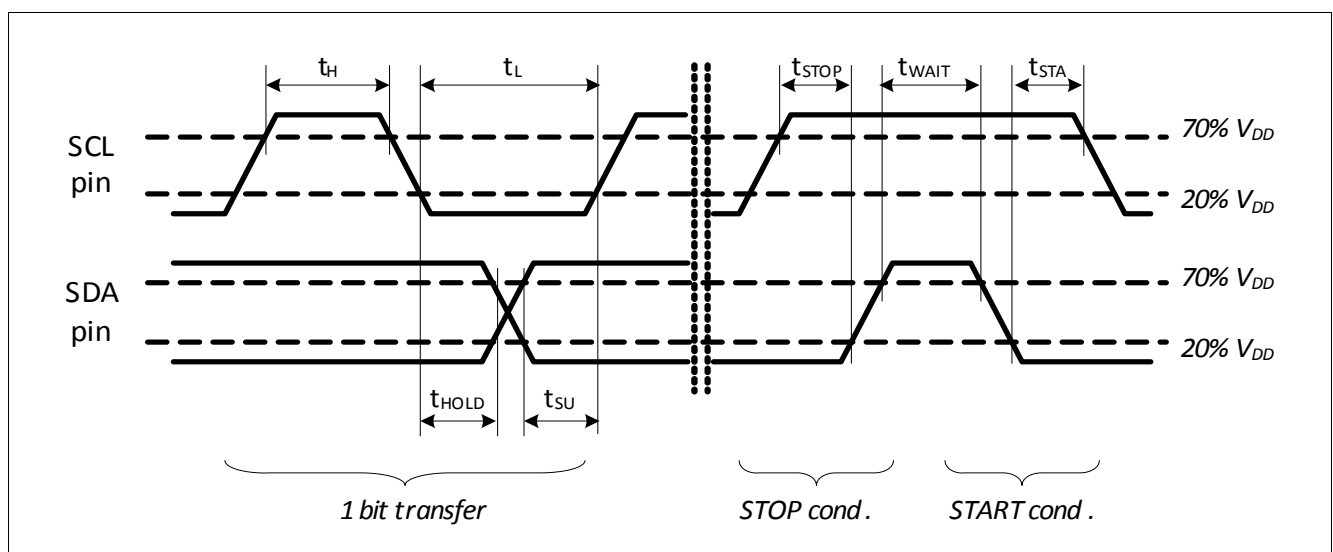 tH
tL
tSTOP
tWAIT
tSTA
SCL
pin
70% VDD
20% VDD
SDA
pin
70% VDD
20% VDD
tHOLD
tSU
1 bit transfer
STOP cond .
START cond .